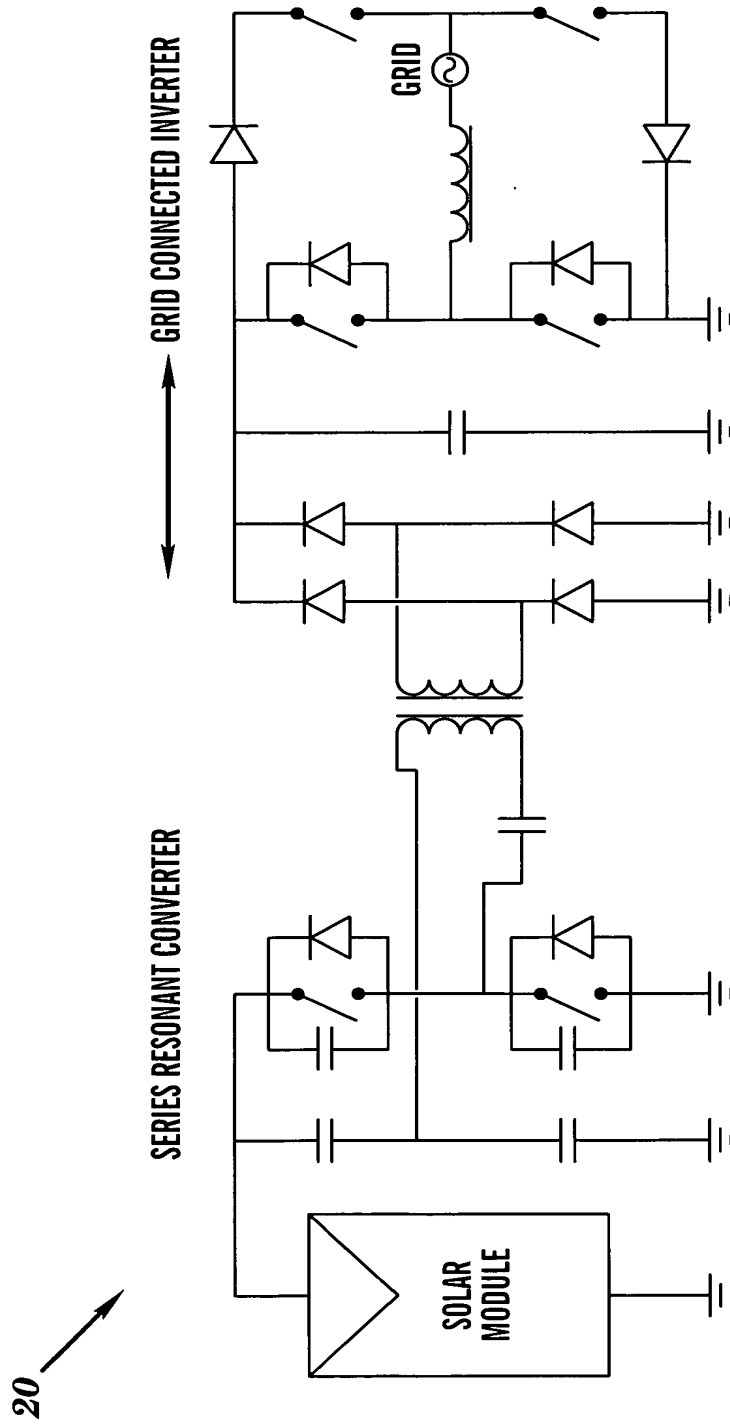 20
SERIES RESONANT CONVERTER
GRID CONNECTED INVERTER
SOLAR
MODULE
GRID